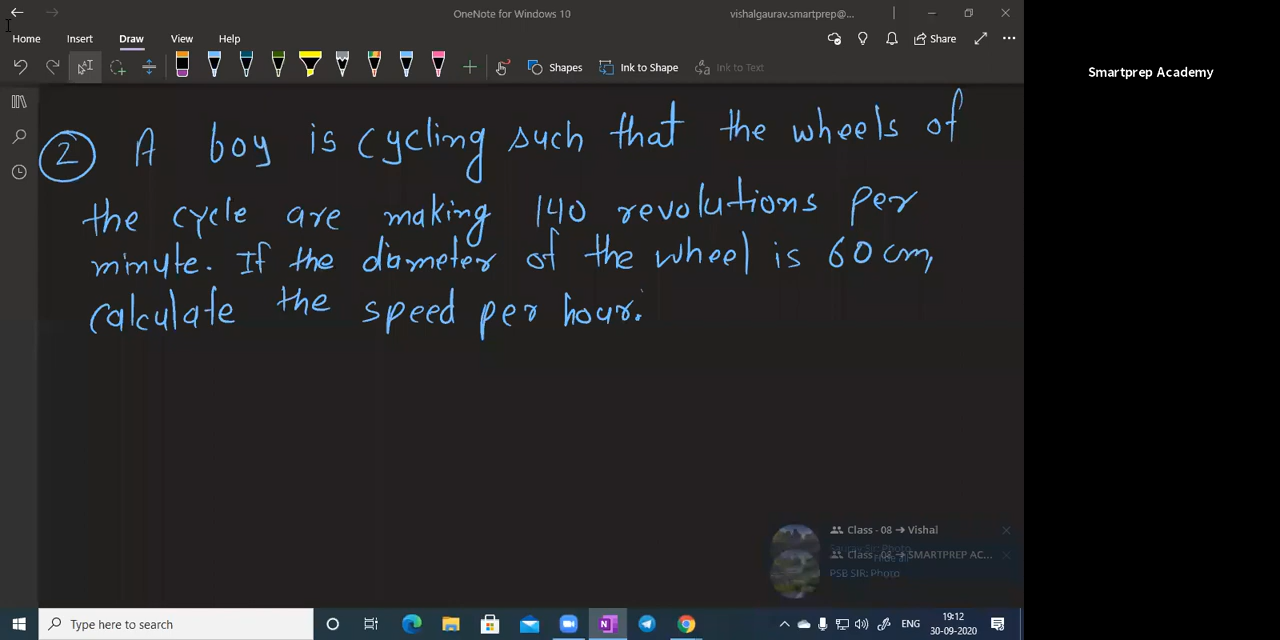 OneNote for Windows 10
vishalgaurav.smartprep@...
Home Insert Draw View Help
Share
Shapes Ink to Shape Ink to Text
Smartprep Academy
2 A boy is cycling such that the wheels of
the cycle are making 140 revolutions per
minute. If the diameter of the wheel is 60 cm,
calculate the speed per hour.
Class - 08 → Vishal
Class - 08 → SMARTPREP AC...
PSB SIR: Photo
Type here to search
ENG
19:12
30-09-2020